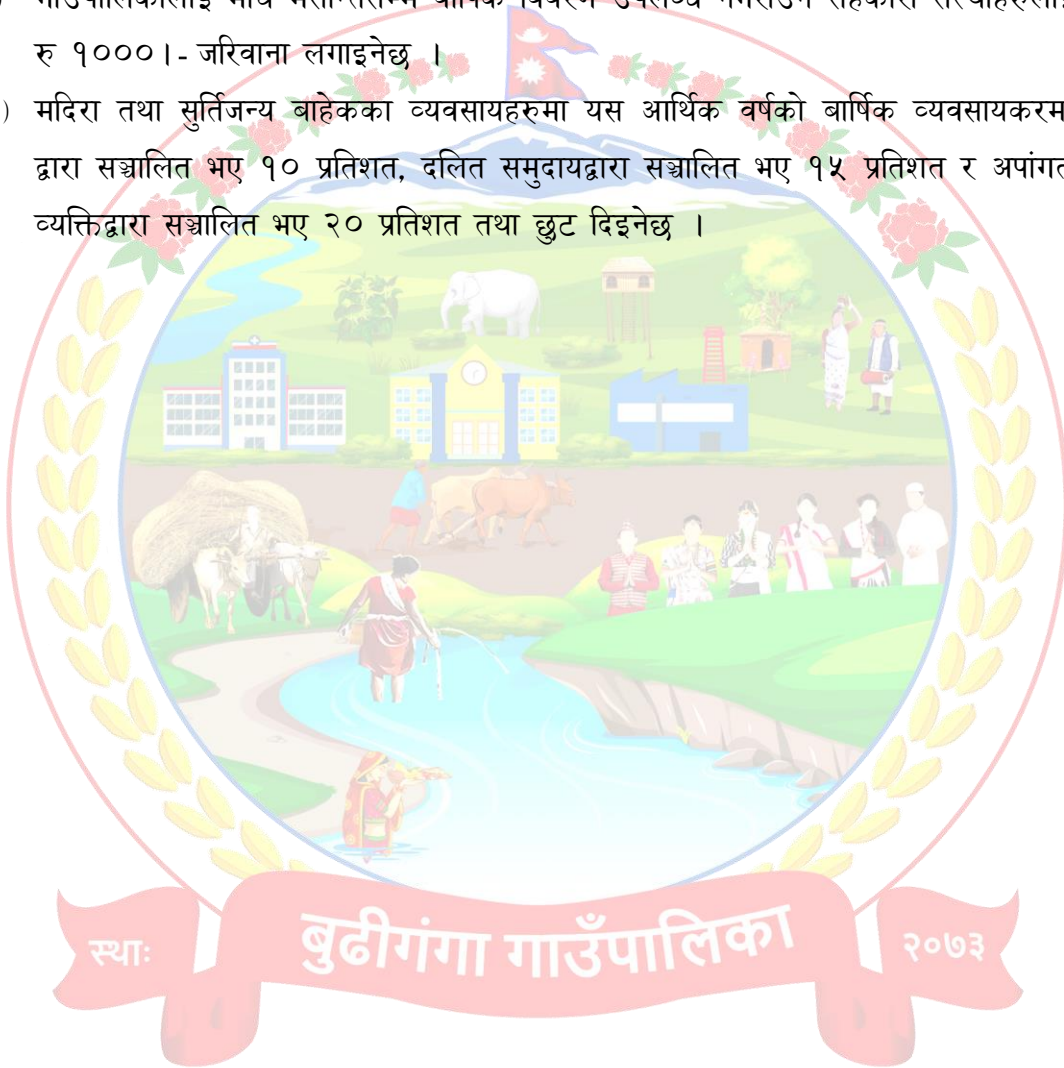 रु १०००।- जरिवाना लगाइनेछ ।
) मदिरा तथा सुर्तिजन्य बाहेकका व्यवसायहरुमा यस आर्थिक वर्षको बार्षिक व्यवसायकरम
द्वारा सञ्चालित भए १० प्रतिशत, दलित समुदायद्वारा सञ्चालित भए १५ प्रतिशत र अपांगत
व्यक्तिद्वारा सञ्चालित भए २० प्रतिशत तथा छुट दिइनेछ ।
स्थाः बुढीगंगा गाउँपालिका २०७३